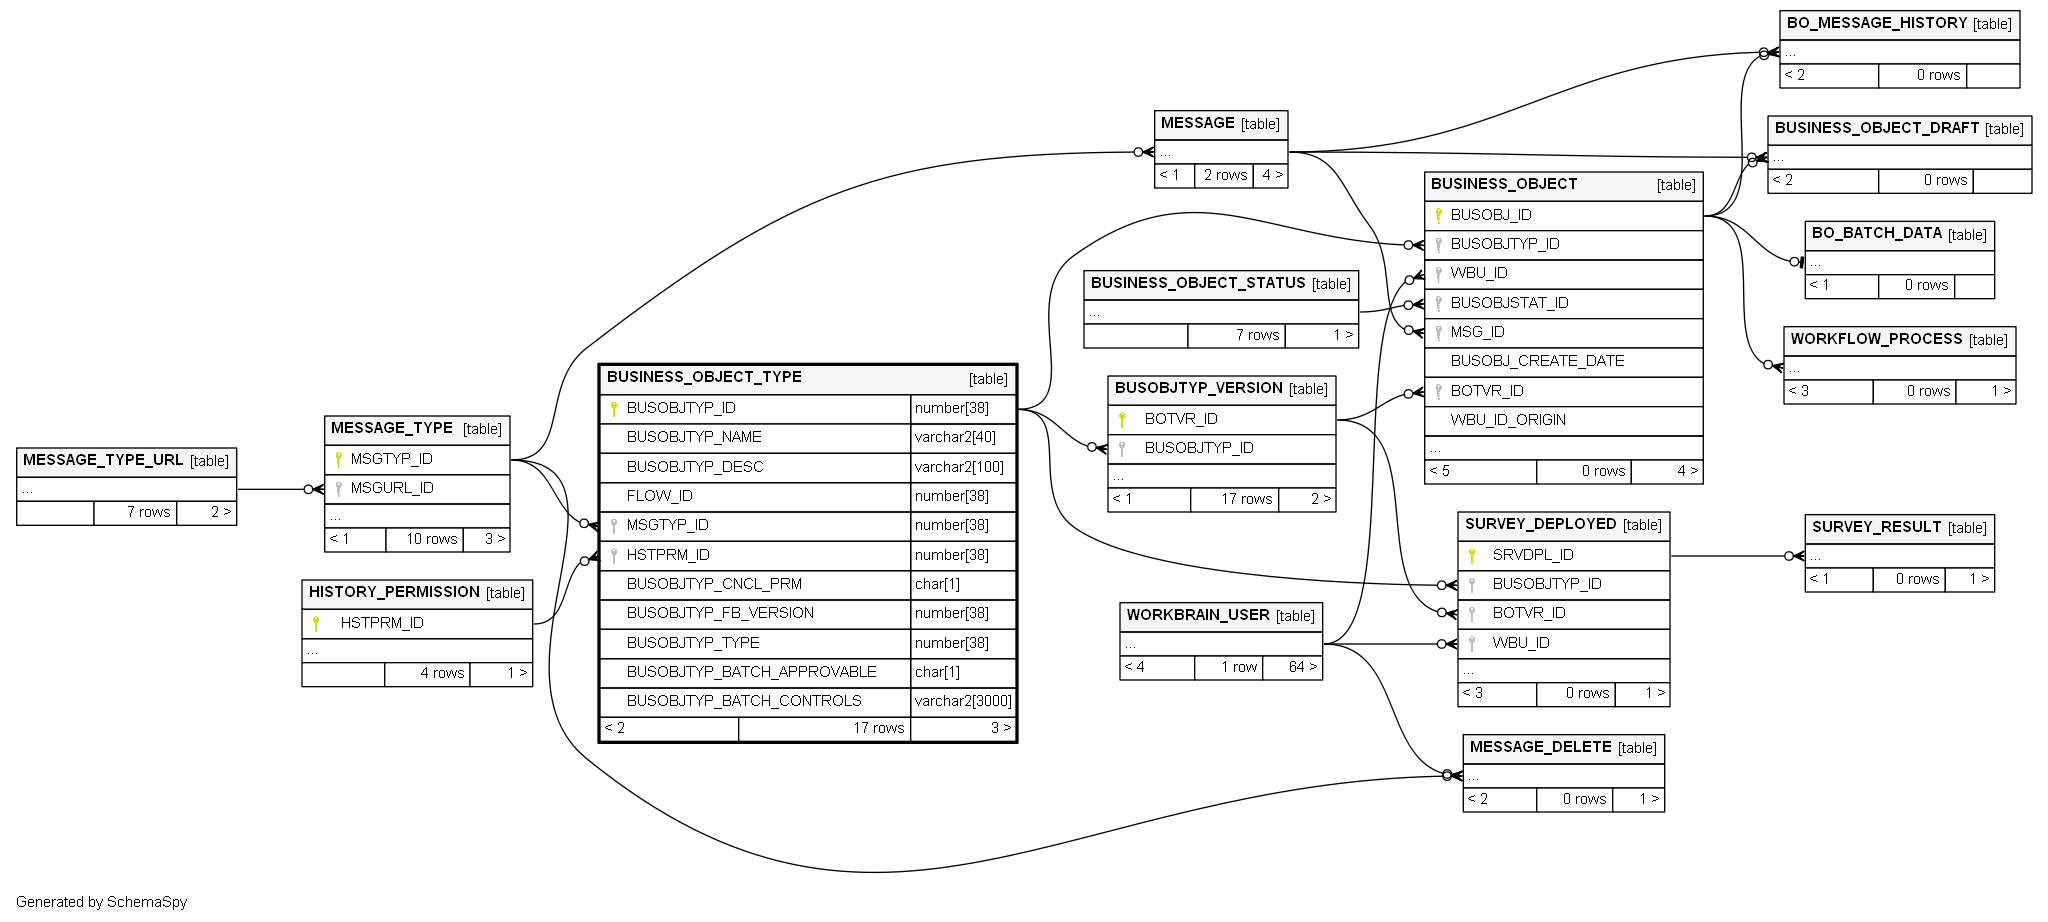 MESSAGE_TYPE_URL [table]
...
7 rows 2 >
MESSAGE_TYPE [table]
MSGTYP_ID
MSGURL_ID
...
< 1 10 rows 3 >
HISTORY_PERMISSION [table]
HSTPRM_ID
...
4 rows 1 >
BUSINESS_OBJECT_TYPE [table]
BUSOBJTYP_ID number[38]
BUSOBJTYP_NAME varchar2[40]
BUSOBJTYP_DESC varchar2[100]
FLOW_ID number[38]
MSGTYP_ID number[38]
HSTPRM_ID number[38]
BUSOBJTYP_CNCL_PRM char[1]
BUSOBJTYP_FB_VERSION number[38]
BUSOBJTYP_TYPE number[38]
BUSOBJTYP_BATCH_APPROVABLE char[1]
BUSOBJTYP_BATCH_CONTROLS varchar2[3000]
< 2 17 rows 3 >
MESSAGE [table]
...
< 1 2 rows 4 >
BUSINESS_OBJECT_STATUS [table]
...
7 rows 1 >
BUSOBJTYP_VERSION [table]
BOTVR_ID
BUSOBJTYP_ID
...
< 1 17 rows 2 >
WORKBRAIN_USER [table]
...
< 4 1 row 64 >
BUSINESS_OBJECT [table]
BUSOBJ_ID
BUSOBJTYP_ID
WBU_ID
BUSOBJSTAT_ID
MSG_ID
BUSOBJ_CREATE_DATE
BOTVR_ID
WBU_ID_ORIGIN
...
< 5 0 rows 4 >
SURVEY_DEPLOYED [table]
SRVDPL_ID
BUSOBJTYP_ID
BOTVR_ID
WBU_ID
...
< 3 0 rows 1 >
MESSAGE_DELETE [table]
...
< 2 0 rows 1 >
BO_MESSAGE_HISTORY [table]
...
< 2 0 rows
BUSINESS_OBJECT_DRAFT [table]
...
< 2 0 rows
BO_BATCH_DATA [table]
...
< 1 0 rows
WORKFLOW_PROCESS [table]
...
< 3 0 rows 1 >
SURVEY_RESULT [table]
...
< 1 0 rows 1 >
Generated by SchemaSpy